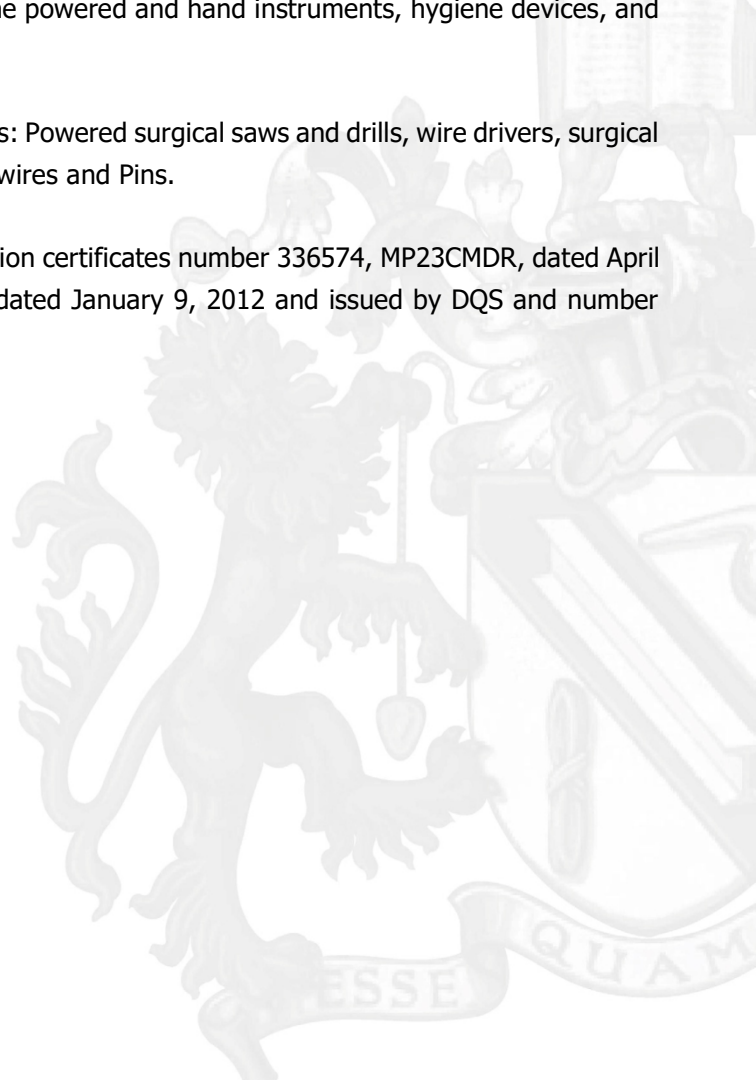 ne powered and hand instruments, hygiene devices, and
s: Powered surgical saws and drills, wire drivers, surgical
wires and Pins.
ion certificates number 336574, MP23CMDR, dated April
dated January 9, 2012 and issued by DQS and number
ESSE QUAM